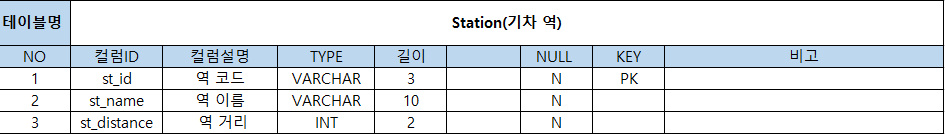 테이블명 Station(기차 역)
NO 컬럼ID 컬럼설명 TYPE 길이 NULL KEY 비고
1 st_id 역 코드 VARCHAR 3 N PK
2 st_name 역 이름 VARCHAR 10 N
3 st_distance 역 거리 INT 2 N